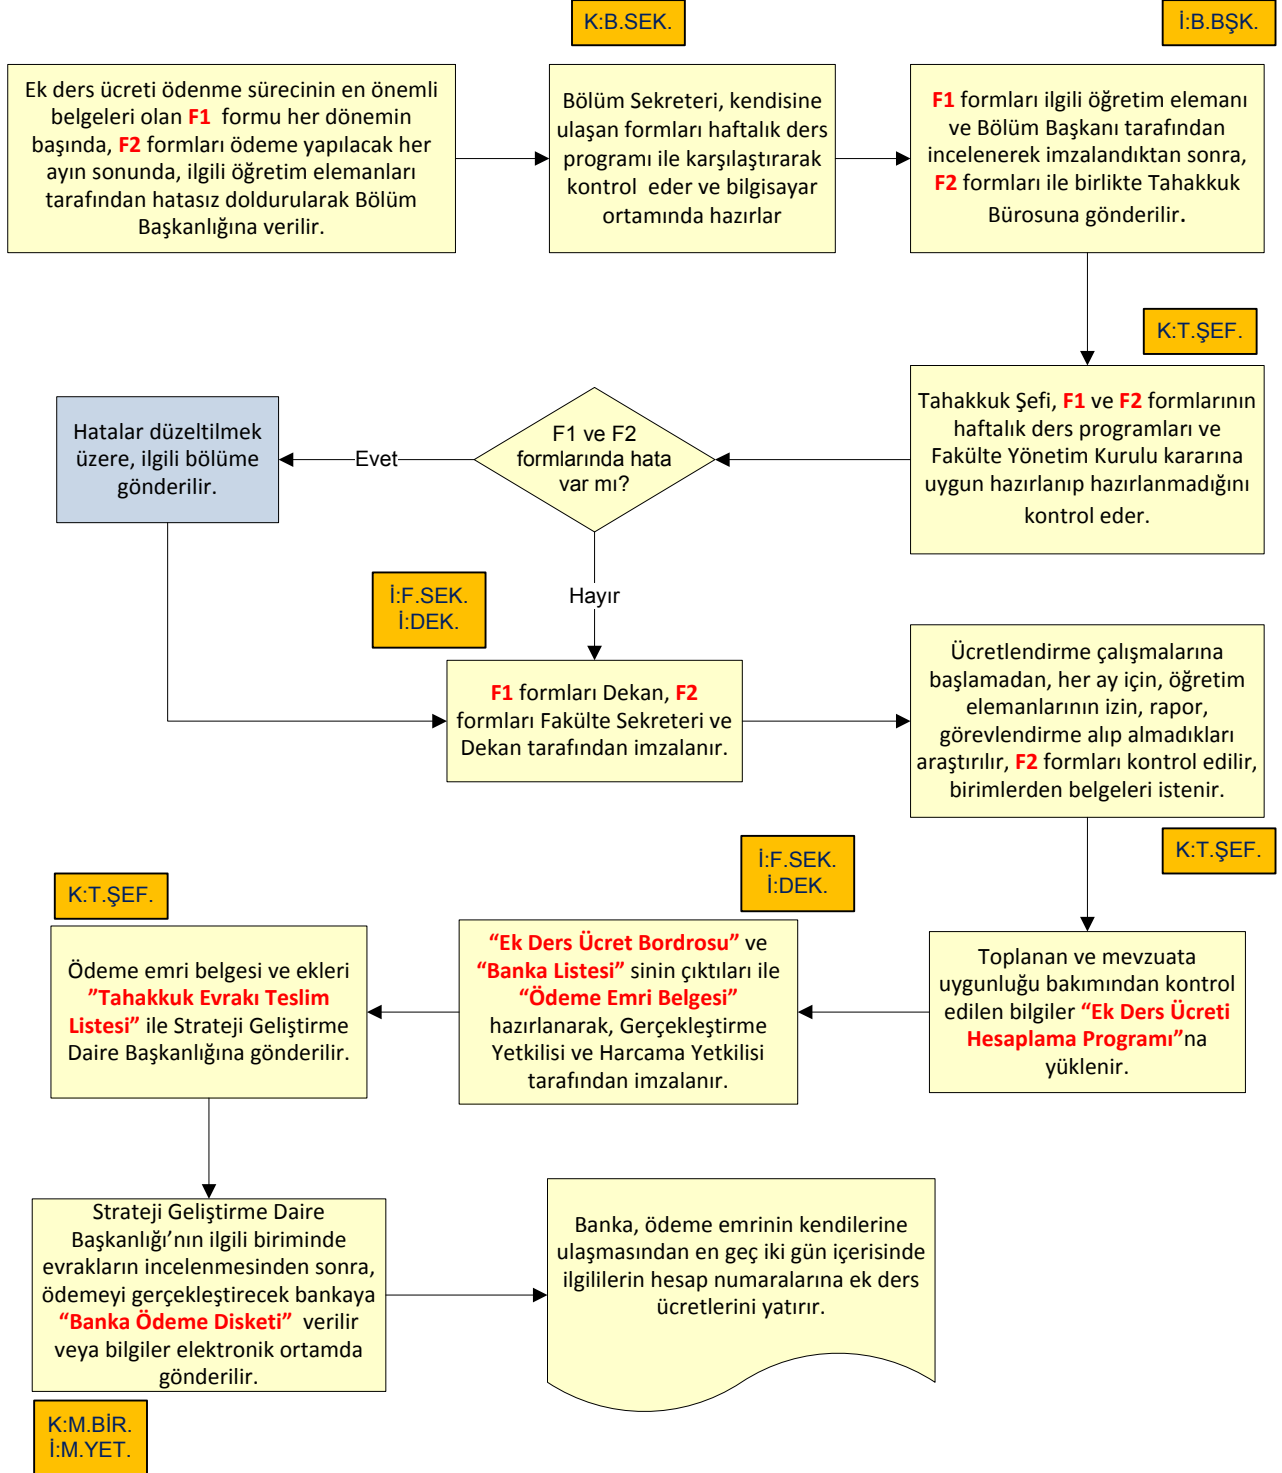 K:B.SEK.
İ:B.BŞK.
Ek ders ücreti ödenme sürecinin en önemli
belgeleri olan F1 formu her dönemin
başında, F2 formları ödeme yapılacak her
ayın sonunda, ilgili öğretim elemanları
tarafından hatasız doldurularak Bölüm
Başkanlığına verilir.
Bölüm Sekreteri, kendisine
ulaşan formları haftalık ders
programı ile karşılaştırarak
kontrol eder ve bilgisayar
ortamında hazırlar
F1 formları ilgili öğretim elemanı
ve Bölüm Başkanı tarafından
incelenerek imzalandıktan sonra,
F2 formları ile birlikte Tahakkuk
Bürosuna gönderilir.
K:T.ŞEF.
Tahakkuk Şefi, F1 ve F2 formlarının
haftalık ders programları ve
Fakülte Yönetim Kurulu kararına
uygun hazırlanıp hazırlanmadığını
kontrol eder.
F1 ve F2
formlarında hata
var mı?
Evet
Hatalar düzeltilmek
üzere, ilgili bölüme
gönderilir.
Hayır
İ:F.SEK.
İ:DEK.
F1 formları Dekan, F2
formları Fakülte Sekreteri ve
Dekan tarafından imzalanır.
Ücretlendirme çalışmalarına
başlamadan, her ay için, öğretim
elemanlarının izin, rapor,
görevlendirme alıp almadıkları
araştırılır, F2 formları kontrol edilir,
birimlerden belgeleri istenir.
K:T.ŞEF.
Toplanan ve mevzuata
uygunluğu bakımından kontrol
edilen bilgiler “Ek Ders Ücreti
Hesaplama Programı”na
yüklenir.
İ:F.SEK.
İ:DEK.
“Ek Ders Ücret Bordrosu” ve
“Banka Listesi” sinin çıktıları ile
“Ödeme Emri Belgesi”
hazırlanarak, Gerçekleştirme
Yetkilisi ve Harcama Yetkilisi
tarafından imzalanır.
K:T.ŞEF.
Ödeme emri belgesi ve ekleri
”Tahakkuk Evrakı Teslim
Listesi” ile Strateji Geliştirme
Daire Başkanlığına gönderilir.
Strateji Geliştirme Daire
Başkanlığı’nın ilgili biriminde
evrakların incelenmesinden sonra,
ödemeyi gerçekleştirecek bankaya
“Banka Ödeme Disketi” verilir
veya bilgiler elektronik ortamda
gönderilir.
K:M.BİR.
İ:M.YET.
Banka, ödeme emrinin kendilerine
ulaşmasından en geç iki gün içerisinde
ilgililerin hesap numaralarına ek ders
ücretlerini yatırır.